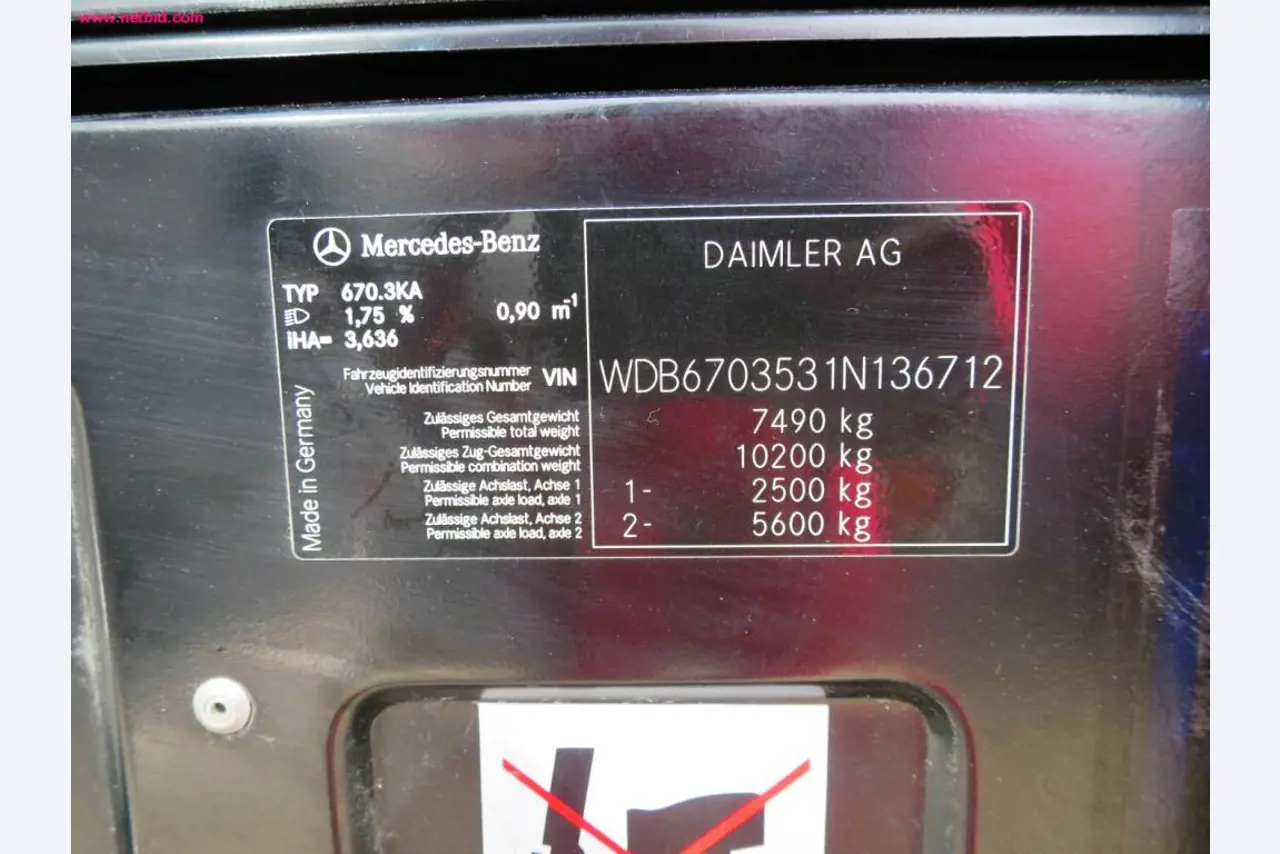 www.netbid.com
Mercedes-Benz
TYP 670.3KA
1,75 % 0,90 m-1
iHA= 3,636
Fahrzeugidentifizierungsnummer
Vehicle Identification Number
VIN
Zulässiges Gesamtgewicht
Permissible total weight
Zulässiges Zug-Gesamtgewicht
Permissible combination weight
Zulässige Achslast, Achse 1
Permissible axle load, axle 1
Zulässige Achslast, Achse 2
Permissible axle load, axle 2
Made in Germany
DAIMLER AG
WDB6703531N136712
7490 kg
10200 kg
1- 2500 kg
2- 5600 kg